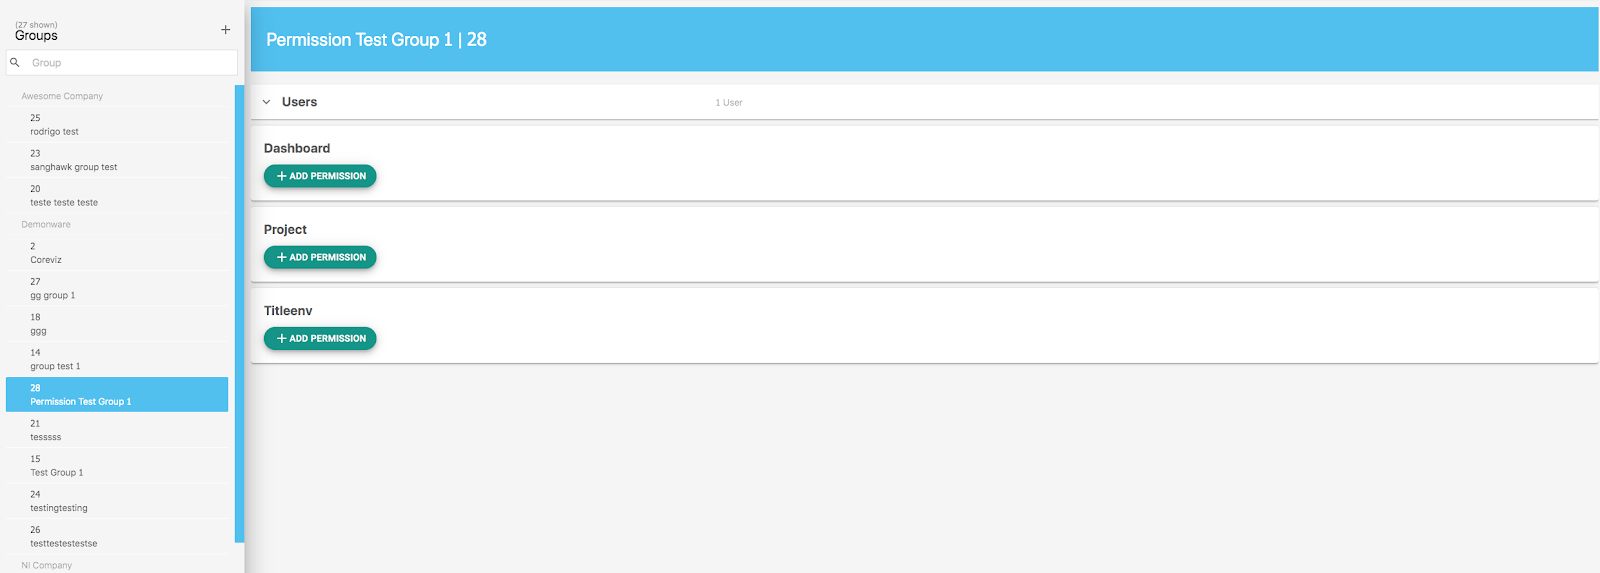 (27 shown)
Groups
Group
Awesome Company
25
rodrigo test
23
sanghawk group test
20
teste teste teste
Demonware
2
Coreviz
27
gg group 1
18
ggg
14
group test 1
28
Permission Test Group 1
21
tesssss
15
Test Group 1
24
testingtesting
26
testtestestestse
NI Company
Permission Test Group 1 | 28
Users
1 User
Dashboard
ADD PERMISSION
Project
ADD PERMISSION
Titleenv
ADD PERMISSION